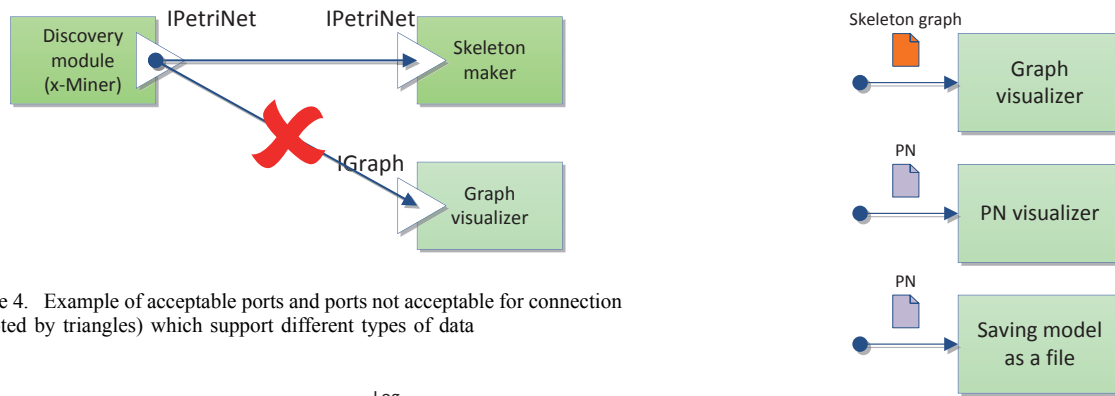 IPetriNet
IPetriNet
Discovery
module
(x-Miner)
Skeleton
maker
IGraph
Graph
visualizer
e 4. Example of acceptable ports and ports not acceptable for connection
ted by triangles) which support different types of data
Skeleton graph
Graph
visualizer
PN
PN visualizer
PN
Saving model
as a file